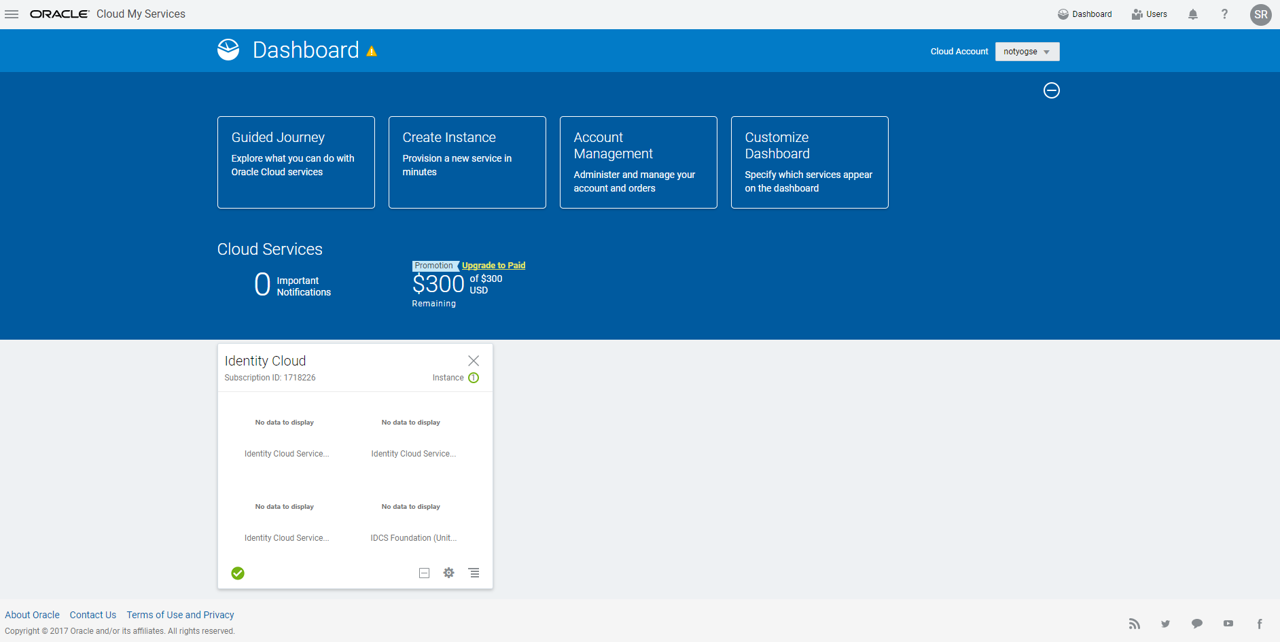 ORACLE Cloud My Services
Dashboard
Users
?
SR
Dashboard
Cloud Account
notyogse
Guided Journey
Explore what you can do with
Oracle Cloud services
Create Instance
Provision a new service in
minutes
Account
Management
Administer and manage your
account and orders
Customize
Dashboard
Specify which services appear
on the dashboard
Cloud Services
0
Important
Notifications
Promotion Upgrade to Paid
$300 of $300
USD
Remaining
Identity Cloud
Subscription ID: 1718226
Instance 1
No data to display
Identity Cloud Service...
No data to display
Identity Cloud Service...
No data to display
Identity Cloud Service...
No data to display
IDCS Foundation (Unit...
About Oracle Contact Us Terms of Use and Privacy
Copyright © 2017 Oracle and/or its affiliates. All rights reserved.